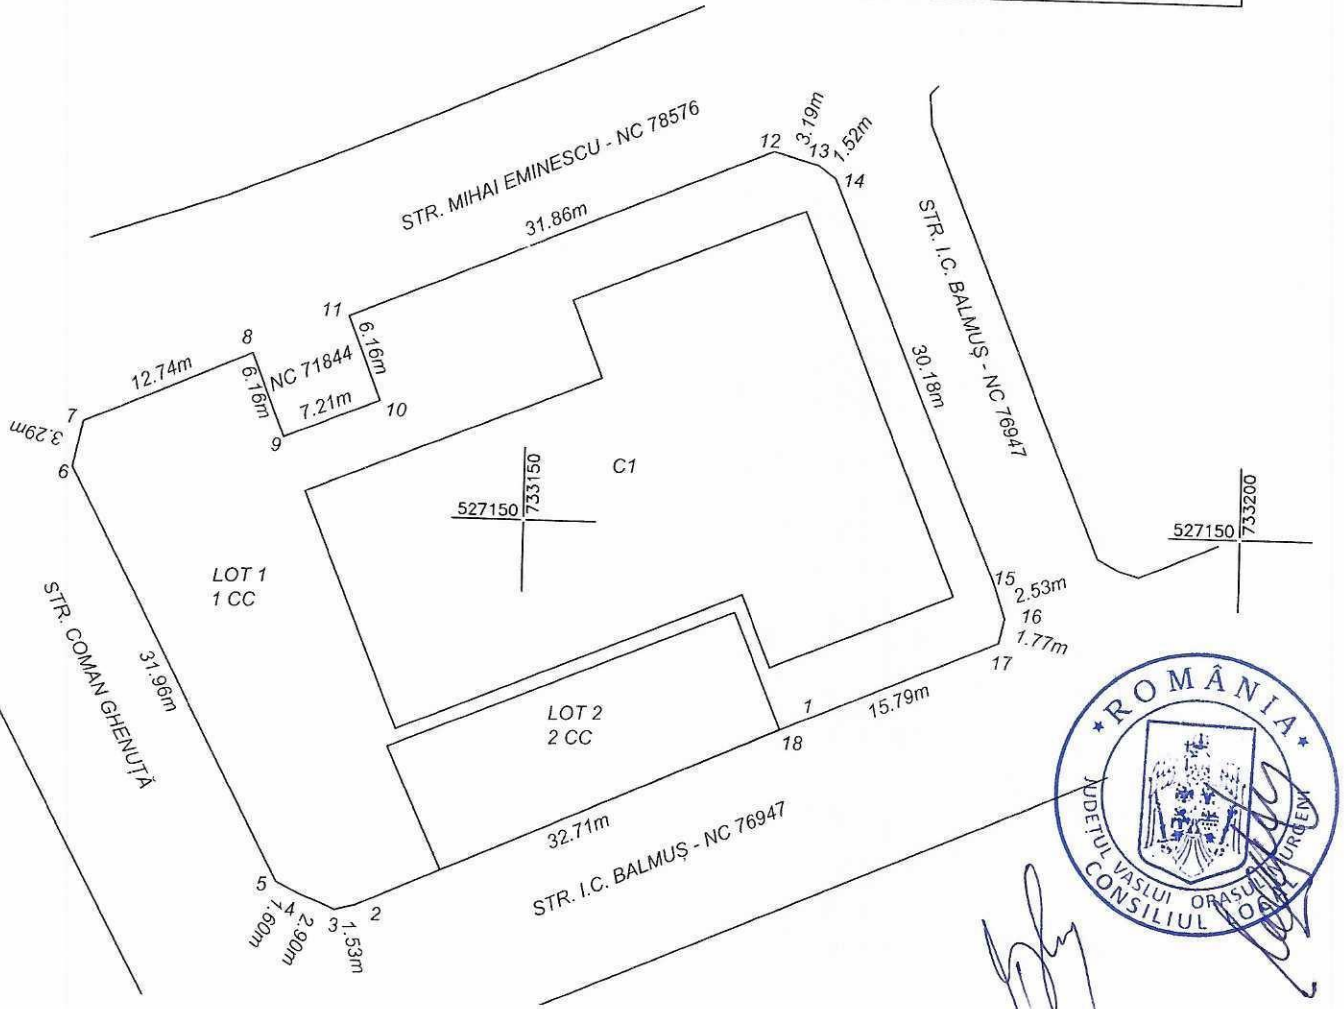 STR. MIHAI EMINESCU - NC 78576
12
3.19m
13
1.52m
14
31.86m
STR. I.C. BALMUȘ - NC 76947
11
6.16m
8
NC 71844
12.74m
6.16m
7.21m
10
9
7
3.29m
6
30.18m
C1
527150
733150
527150
733200
LOT 1
1 CC
15
2.53m
16
1.77m
17
STR. COMAN GHENUȚĂ
31.96m
LOT 2
2 CC
1
15.79m
18
32.71m
STR. I.C. BALMUȘ - NC 76947
5
1.60m
4
2.90m
3
1.53m
2
ROMÂNIA
JUDEȚUL VASLUI ORAȘUL MURGENI
CONSILIUL LOCAL